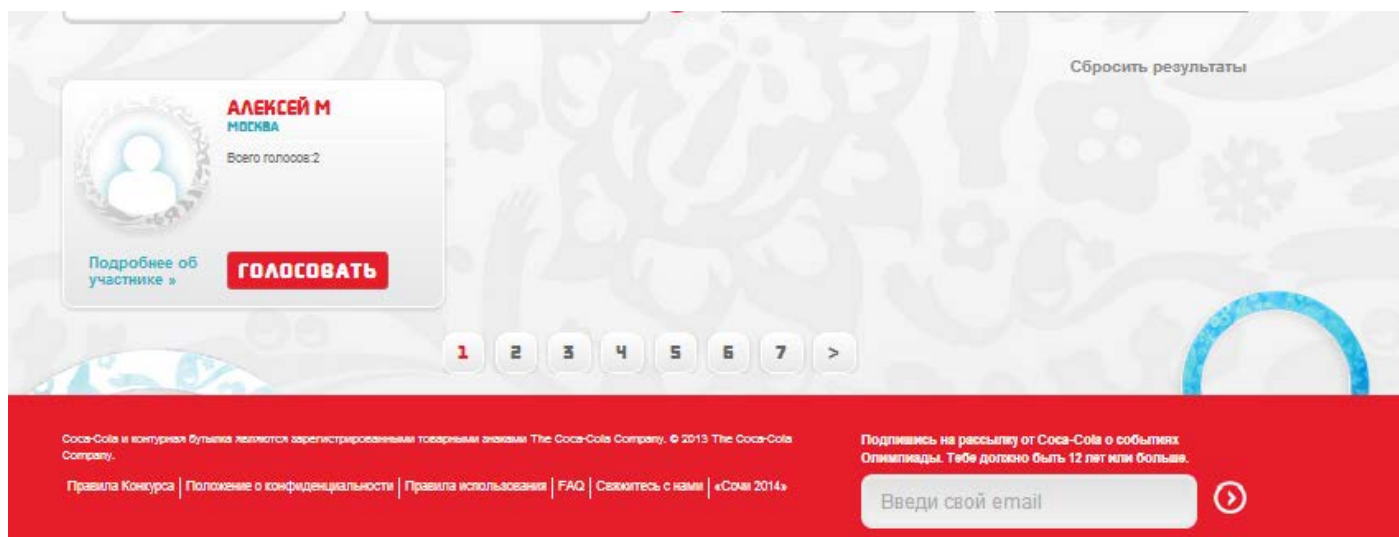 Сбросить результаты
АЛЕКСЕЙ М
МОСКВА
Всего голосов:2
Подробнее об
участнике »
ГОЛОСОВАТЬ
1 2 3 4 5 6 7 >
Coca-Cola и контурная бутылка являются зарегистрированными товарными знаками The Coca-Cola Company. © 2013 The Coca-Cola
Company.
Правила Конкурса | Положение о конфиденциальности | Правила использования | FAQ | Свяжитесь с нами | «Сочи 2014»
Подпишись на рассылку от Coca-Cola о событиях
Олимпиады. Тебе должно быть 12 лет или больше.
Введи свой email